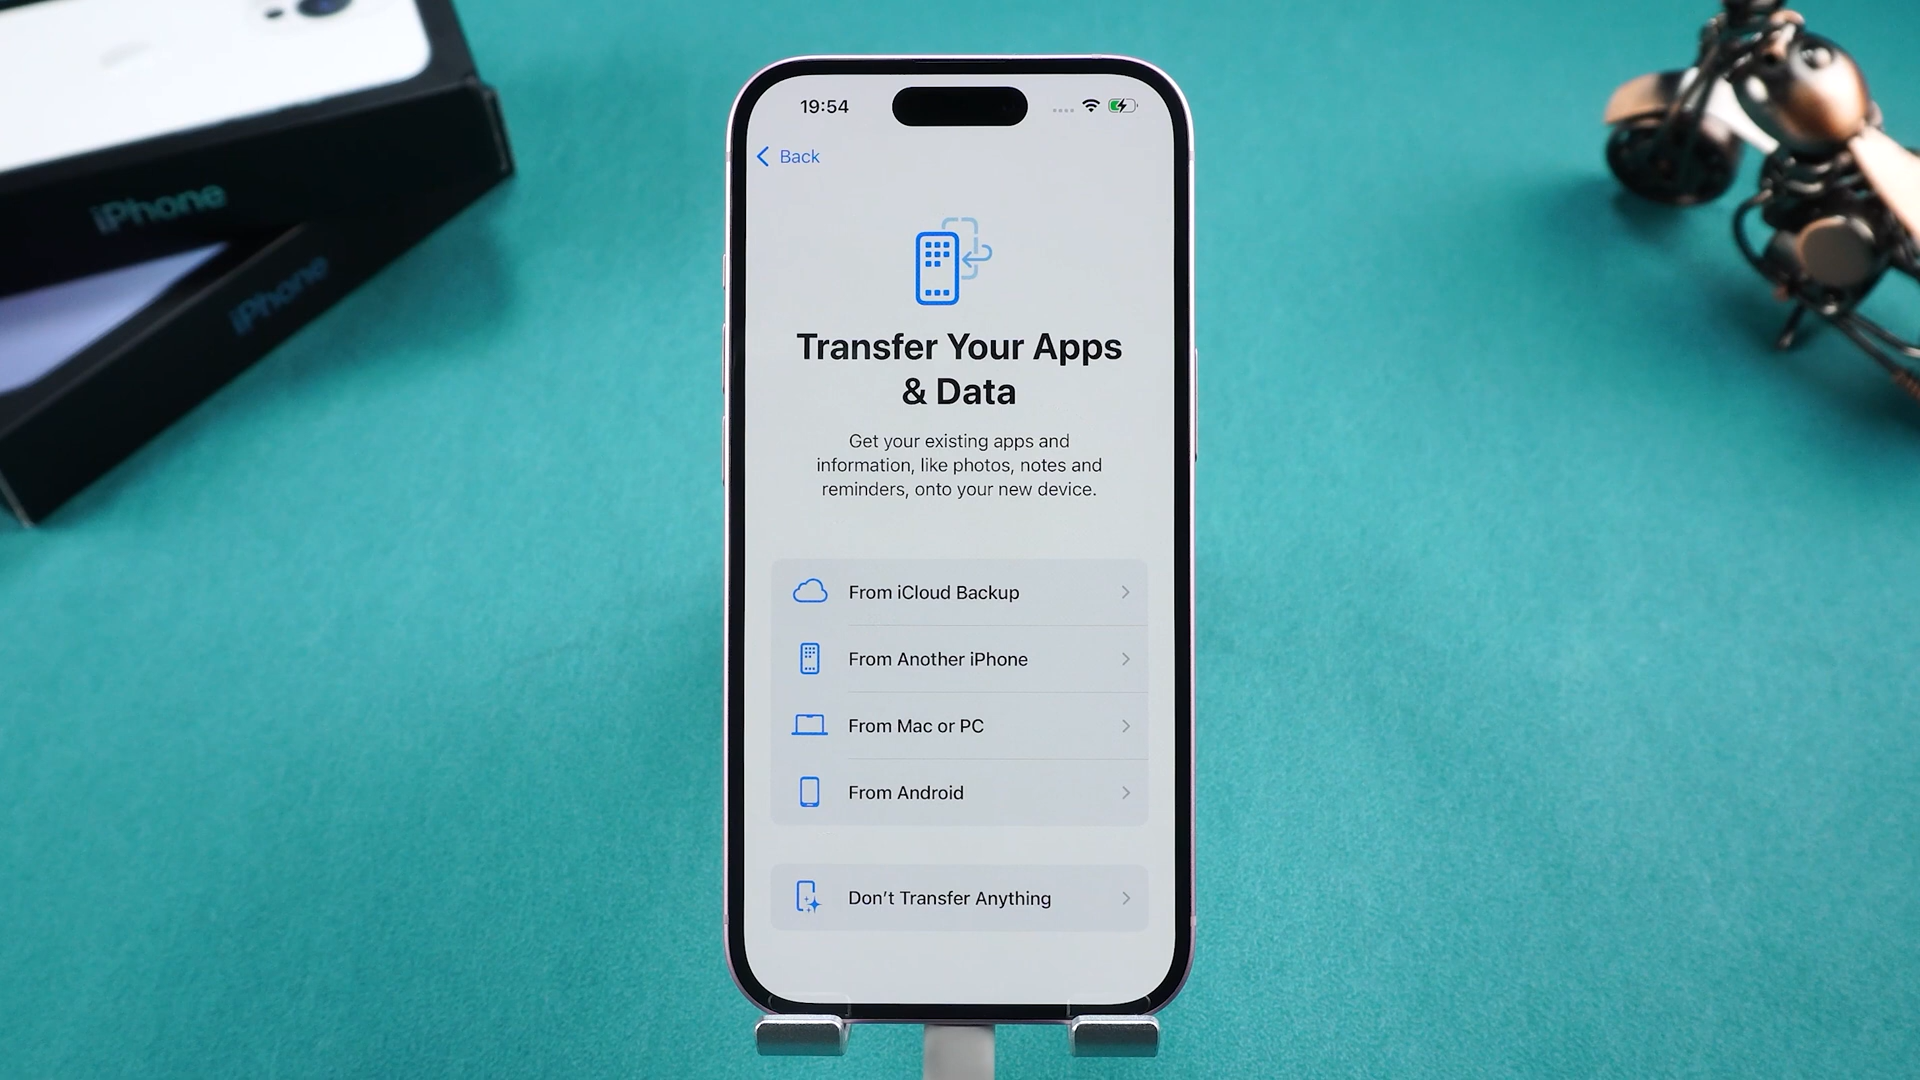 iPhone
iPhone
19:54
Back
Transfer Your Apps
& Data
Get your existing apps and
information, like photos, notes and
reminders, onto your new device.
From iCloud Backup
From Another iPhone
From Mac or PC
From Android
Don’t Transfer Anything